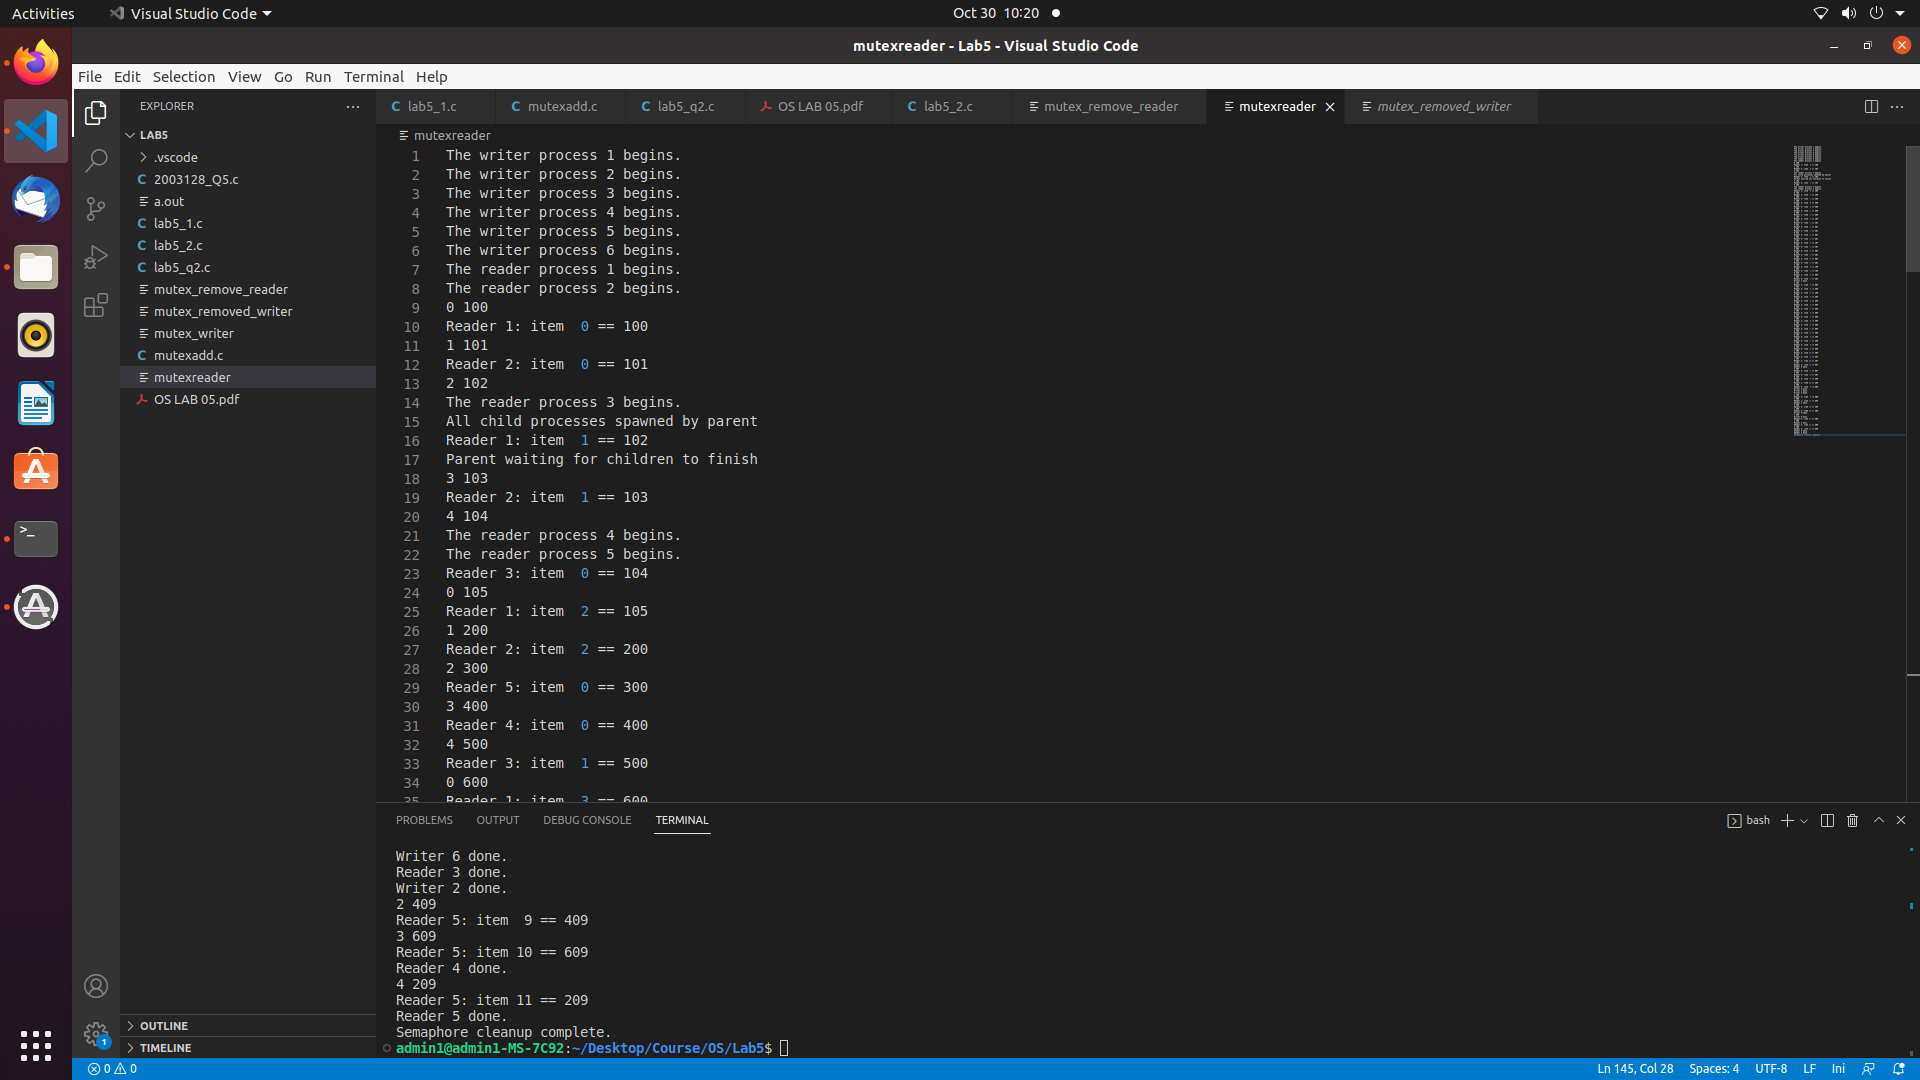 Activities
Visual Studio Code
Oct 30 10:20
mutexreader - Lab5 - Visual Studio Code
File Edit Selection View Go Run Terminal Help
EXPLORER
LAB5
.vscode
C 2003128_Q5.c
a.out
C lab5_1.c
C lab5_2.c
C lab5_q2.c
mutex_remove_reader
mutex_removed_writer
mutex_writer
C mutexadd.c
mutexreader
OS LAB 05.pdf
OUTLINE
TIMELINE
C lab5_1.c C mutexadd.c C lab5_q2.c OS LAB 05.pdf C lab5_2.c mutex_remove_reader mutexreader mutex_removed_writer
mutexreader
1 The writer process 1 begins.
2 The writer process 2 begins.
3 The writer process 3 begins.
4 The writer process 4 begins.
5 The writer process 5 begins.
6 The writer process 6 begins.
7 The reader process 1 begins.
8 The reader process 2 begins.
9 0 100
10 Reader 1: item  0 == 100
11 1 101
12 Reader 2: item  0 == 101
13 2 102
14 The reader process 3 begins.
15 All child processes spawned by parent
16 Reader 1: item  1 == 102
17 Parent waiting for children to finish
18 3 103
19 Reader 2: item  1 == 103
20 4 104
21 The reader process 4 begins.
22 The reader process 5 begins.
23 Reader 3: item  0 == 104
24 0 105
25 Reader 1: item  2 == 105
26 1 200
27 Reader 2: item  2 == 200
28 2 300
29 Reader 5: item  0 == 300
30 3 400
31 Reader 4: item  0 == 400
32 4 500
33 Reader 3: item  1 == 500
34 0 600
35 Reader 1: item  3 == 600
PROBLEMS OUTPUT DEBUG CONSOLE TERMINAL
bash
Writer 6 done.
Reader 3 done.
Writer 2 done.
2 409
Reader 5: item  9 == 409
3 609
Reader 5: item 10 == 609
Reader 4 done.
4 209
Reader 5: item 11 == 209
Reader 5 done.
Semaphore cleanup complete.
admin1@admin1-MS-7C92:~/Desktop/Course/OS/Lab5$
1
0 0
Ln 145, Col 28 Spaces: 4 UTF-8 LF Ini